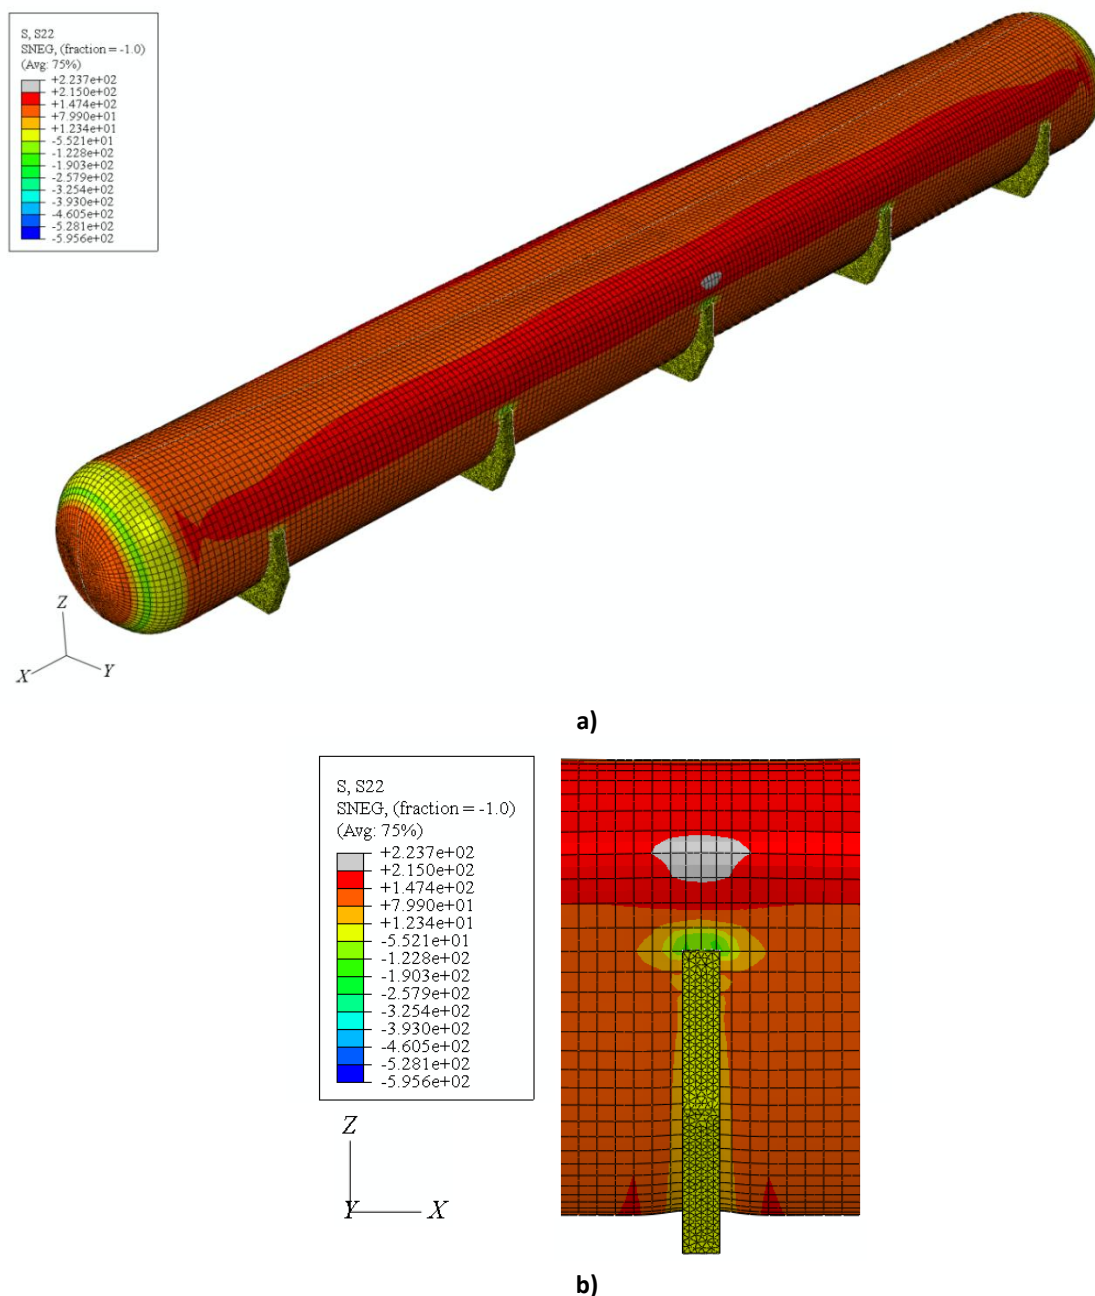 S, S22
SNEG, (fraction = -1.0)
(Avg: 75%)
+2.237e+02
+2.150e+02
+1.474e+02
+7.990e+01
+1.234e+01
-5.521e+01
-1.228e+02
-1.903e+02
-2.579e+02
-3.254e+02
-3.930e+02
-4.605e+02
-5.281e+02
-5.956e+02
Z
X
Y
a)
S, S22
SNEG, (fraction = -1.0)
(Avg: 75%)
+2.237e+02
+2.150e+02
+1.474e+02
+7.990e+01
+1.234e+01
-5.521e+01
-1.228e+02
-1.903e+02
-2.579e+02
-3.254e+02
-3.930e+02
-4.605e+02
-5.281e+02
-5.956e+02
Z
Y X
b)